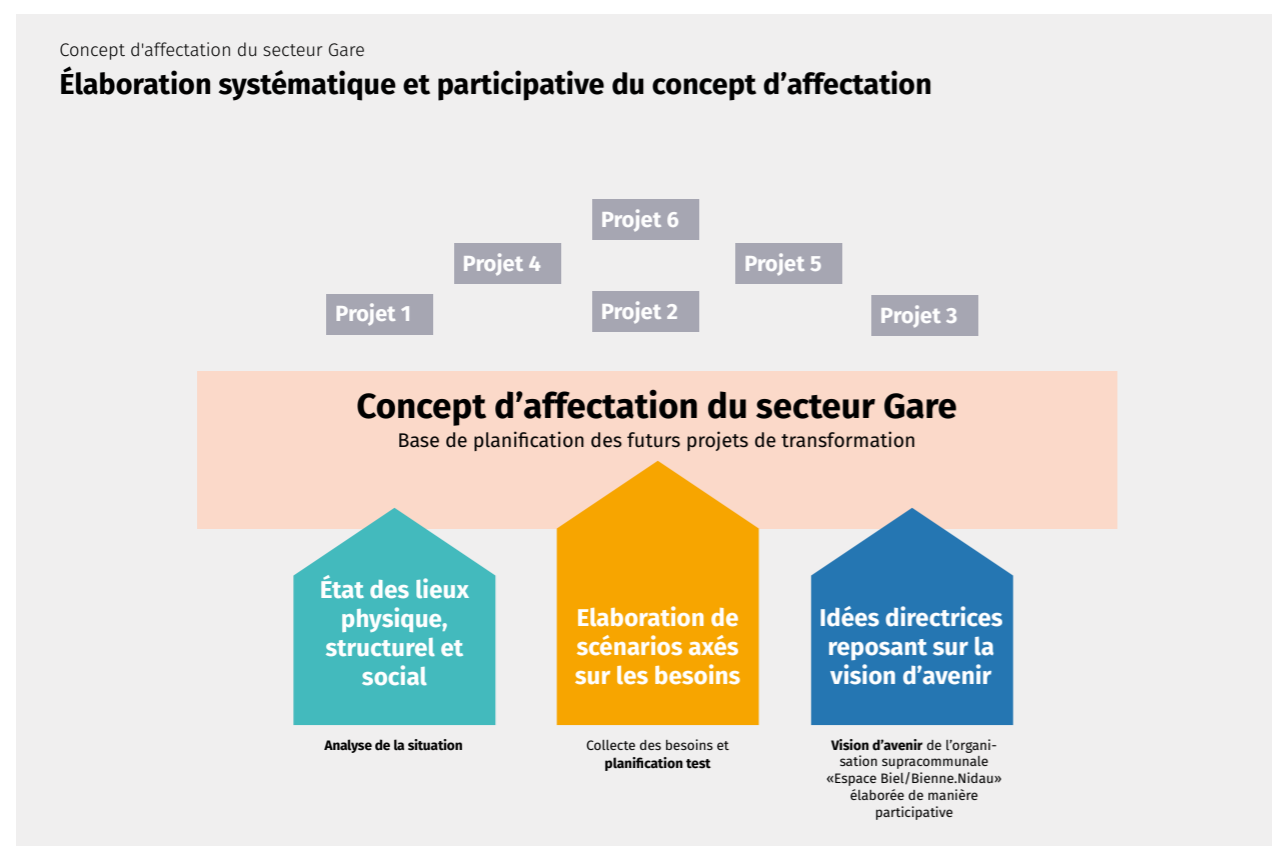 Concept d'affectation du secteur Gare
Élaboration systématique et participative du concept d’affectation
Projet 6
Projet 4
Projet 5
Projet 1
Projet 2
Projet 3
Concept d’affectation du secteur Gare
Base de planification des futurs projets de transformation
État des lieux
physique,
structurel et
social
Elaboration de
scénarios axés
sur les besoins
Idées directrices
reposant sur la
vision d’avenir
Analyse de la situation
Collecte des besoins et
planification test
Vision d’avenir de l’organi-
sation supracommunale
«Espace Biel/Bienne.Nidau»
élaborée de manière
participative